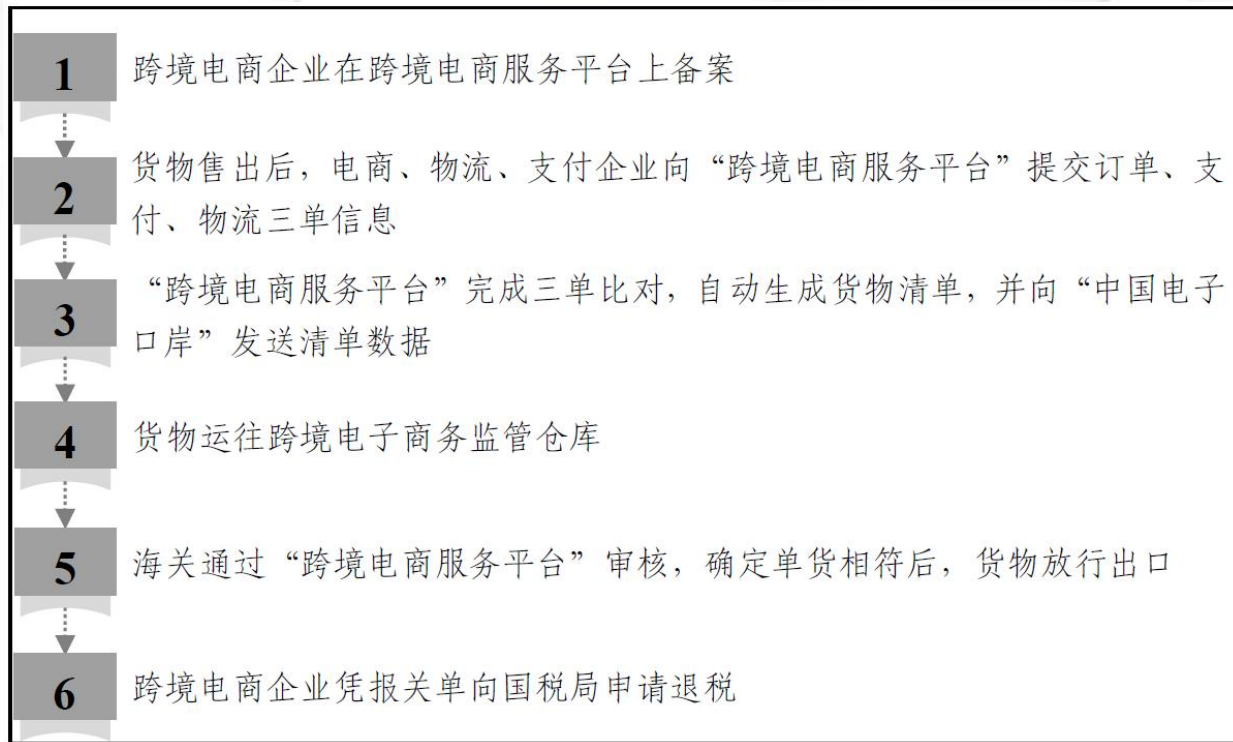 1
跨境电商企业在跨境电商服务平台上备案
2
货物售出后，电商、物流、支付企业向“跨境电商服务平台”提交订单、支
付、物流三单信息
3
“跨境电商服务平台”完成三单比对，自动生成货物清单，并向“中国电子
口岸”发送清单数据
4
货物运往跨境电子商务监管仓库
5
海关通过“跨境电商服务平台”审核，确定单货相符后，货物放行出口
6
跨境电商企业凭报关单向国税局申请退税